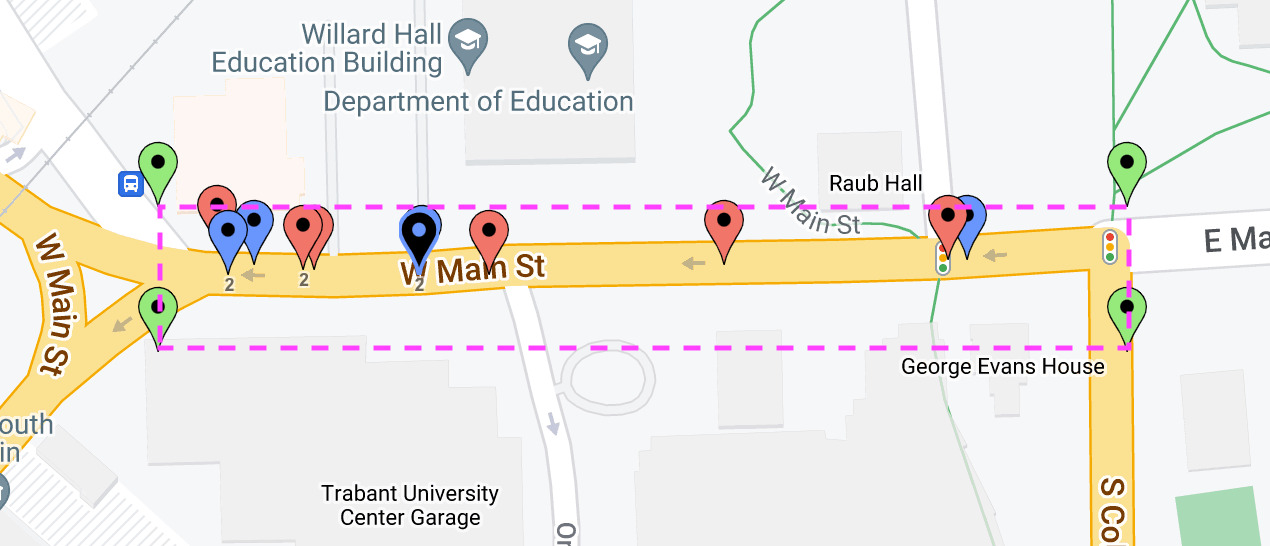 Willard Hall
Education Building
Department of Education
Raub Hall
W Main St
E Ma
W Main St
W Main St
2
2
2
George Evans House
outh
in
Trabant University
Center Garage
S Co
Or